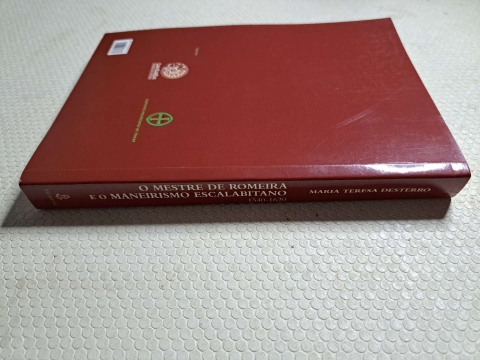 O MESTRE DE ROMEIRA
E O MANEIRISMO ESCALABITANO
1540-1620
MARIA TERESA DESTERRO